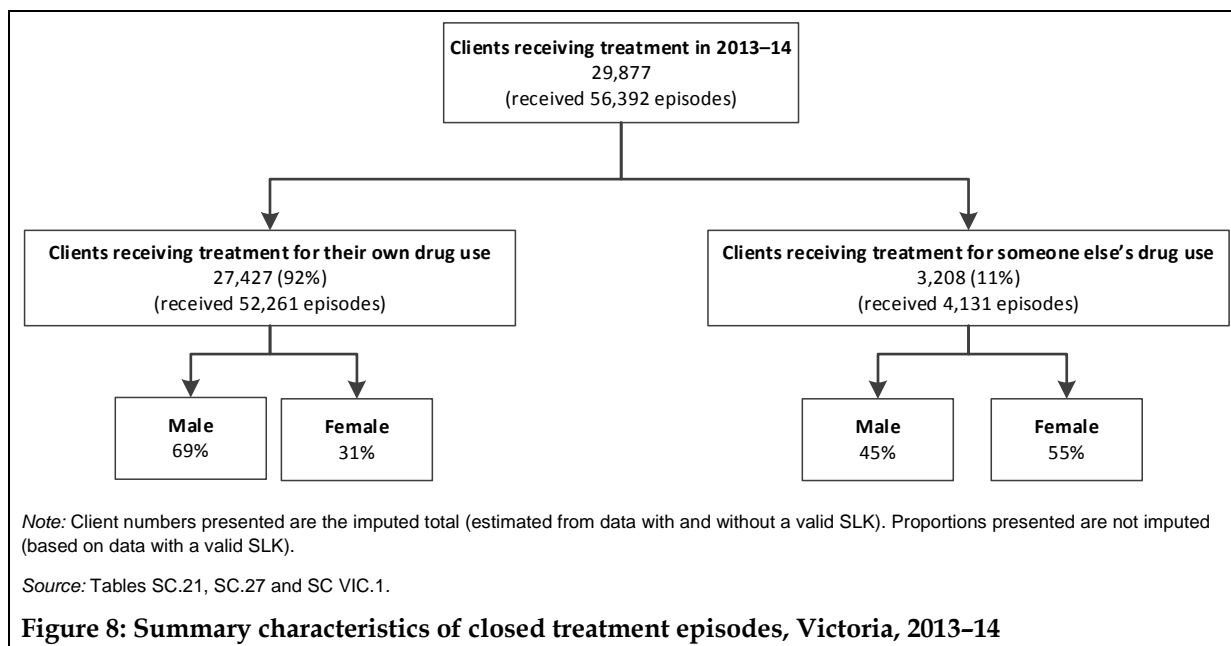 Clients receiving treatment in 2013–14
29,877
(received 56,392 episodes)
Clients receiving treatment for their own drug use
27,427 (92%)
(received 52,261 episodes)
Clients receiving treatment for someone else's drug use
3,208 (11%)
(received 4,131 episodes)
Male
69%
Female
31%
Male
45%
Female
55%
Note: Client numbers presented are the imputed total (estimated from data with and without a valid SLK). Proportions presented are not imputed
(based on data with a valid SLK).
Source: Tables SC.21, SC.27 and SC VIC.1.
Figure 8: Summary characteristics of closed treatment episodes, Victoria, 2013–14